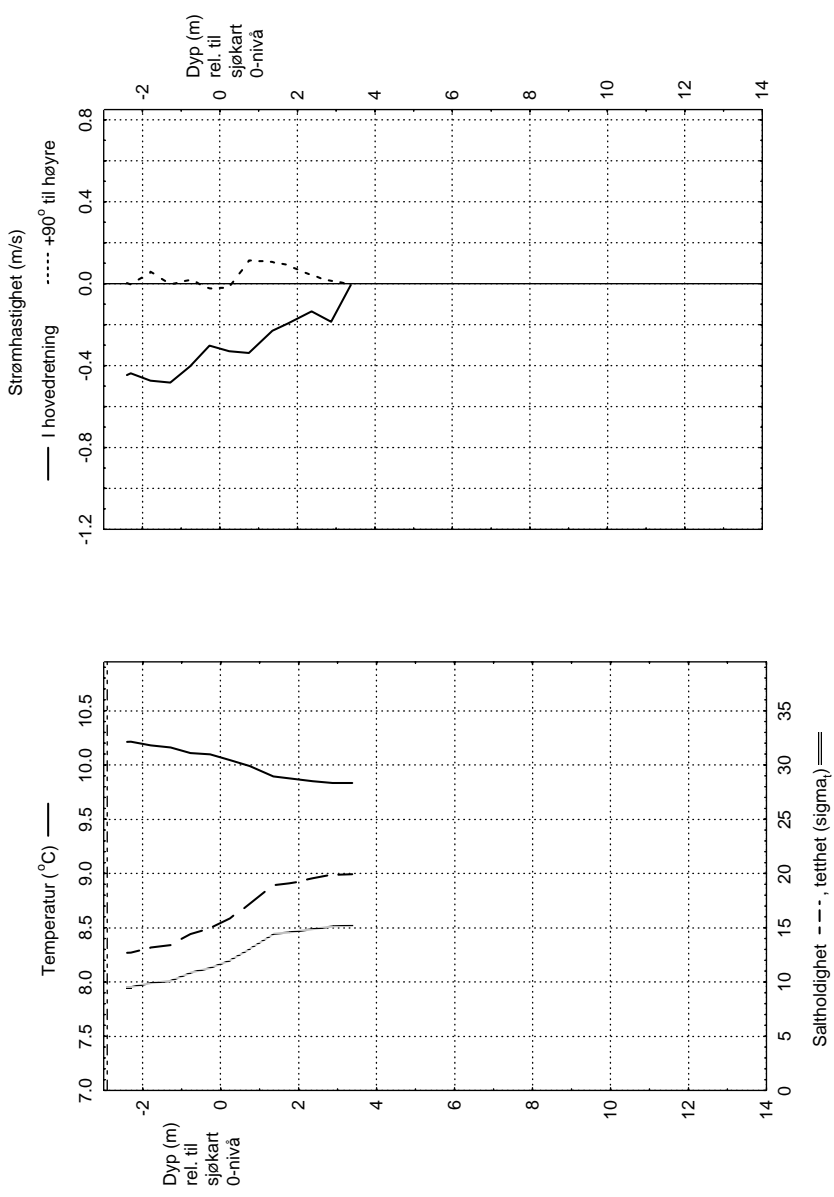 Temperatur (°C)
7.0 7.5 8.0 8.5 9.0 9.5 10.0 10.5
Dyp (m)
rel. til
sjøkart
0-nivå
-2
0
2
4
6
8
10
12
14
0 5 10 15 20 25 30 35
Saltholdighet - — -, tetthet (sigmat)
Strømhastighet (m/s)
I hovedretning ----- +90° til høyre
-1.2 -0.8 -0.4 0.0 0.4 0.8
Dyp (m)
rel. til
sjøkart
0-nivå
-2
0
2
4
6
8
10
12
14